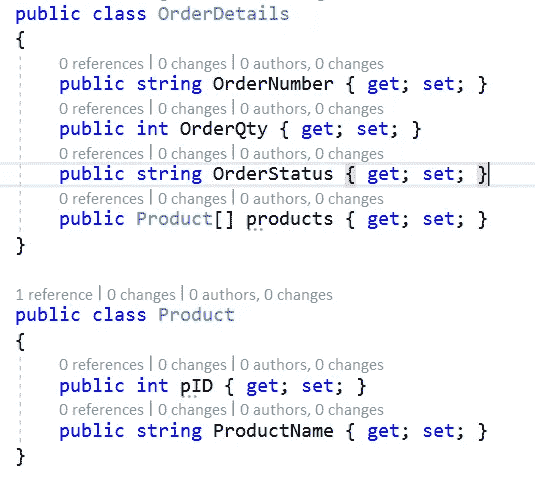 public class OrderDetails
{
0 references | 0 changes | 0 authors, 0 changes
public string OrderNumber { get; set; }
0 references | 0 changes | 0 authors, 0 changes
public int OrderQty { get; set; }
0 references | 0 changes | 0 authors, 0 changes
public string OrderStatus { get; set; }
0 references | 0 changes | 0 authors, 0 changes
public Product[] products { get; set; }
}
1 reference | 0 changes | 0 authors, 0 changes
public class Product
{
0 references | 0 changes | 0 authors, 0 changes
public int pID { get; set; }
0 references | 0 changes | 0 authors, 0 changes
public string ProductName { get; set; }
}